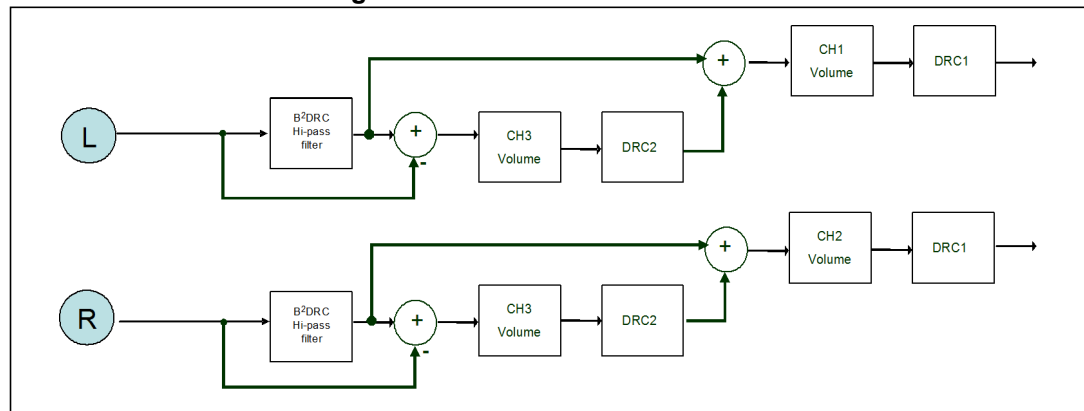 g
CH1
Volume
DRC1
+
L
B²DRC
Hi-pass
filter
+
-
CH3
Volume
DRC2
CH2
Volume
DRC1
+
R
B²DRC
Hi-pass
filter
+
-
CH3
Volume
DRC2